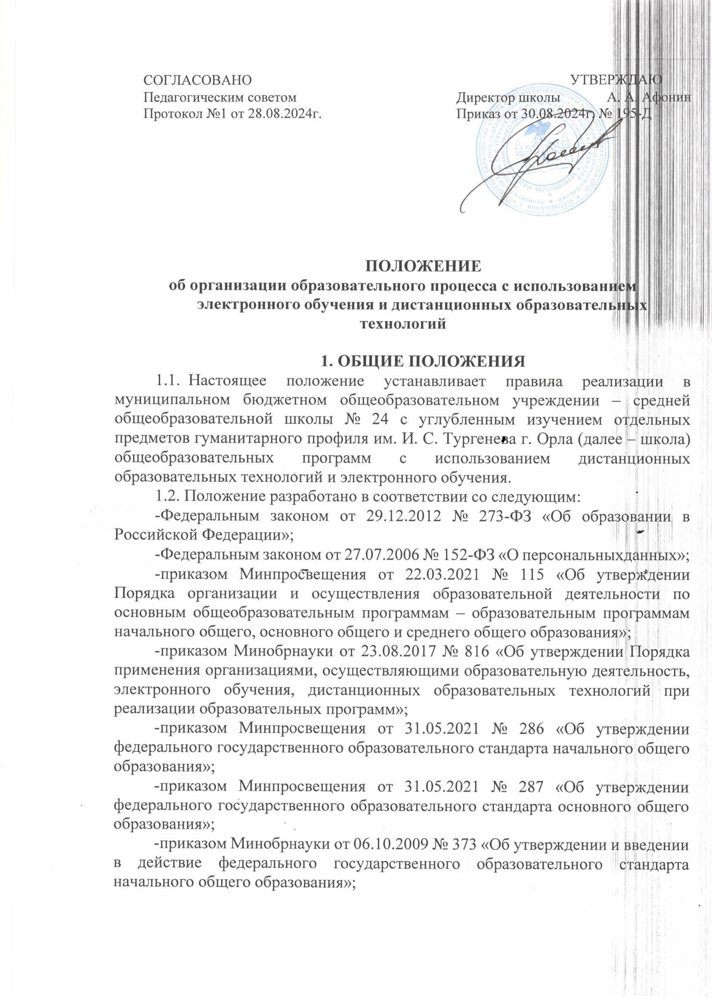 СОГЛАСОВАНО
Педагогическим советом
Протокол №1 от 28.08.2024г.
УТВЕРЖДАЮ
Директор школы А. А. Афонин
Приказ от 30.08.2024г. № 195-Д
ОГРН 1025700828845
ИНН 5753022210
ПОЛОЖЕНИЕ
об организации образовательного процесса с использованием
электронного обучения и дистанционных образовательных
технологий
1. ОБЩИЕ ПОЛОЖЕНИЯ
1.1. Настоящее положение устанавливает правила реализации в
муниципальном бюджетном общеобразовательном учреждении – средней
общеобразовательной школы № 24 с углубленным изучением отдельных
предметов гуманитарного профиля им. И. С. Тургенева г. Орла (далее – школа)
общеобразовательных программ с использованием дистанционных
образовательных технологий и электронного обучения.
1.2. Положение разработано в соответствии со следующим:
-Федеральным законом от 29.12.2012 № 273-ФЗ «Об образовании в
Российской Федерации»;
-Федеральным законом от 27.07.2006 № 152-ФЗ «О персональныхданных»;
-приказом Минпросвещения от 22.03.2021 № 115 «Об утверждении
Порядка организации и осуществления образовательной деятельности по
основным общеобразовательным программам – образовательным программам
начального общего, основного общего и среднего общего образования»;
-приказом Минобрнауки от 23.08.2017 № 816 «Об утверждении Порядка
применения организациями, осуществляющими образовательную деятельность,
электронного обучения, дистанционных образовательных технологий при
реализации образовательных программ»;
-приказом Минпросвещения от 31.05.2021 № 286 «Об утверждении
федерального государственного образовательного стандарта начального общего
образования»;
-приказом Минпросвещения от 31.05.2021 № 287 «Об утверждении
федерального государственного образовательного стандарта основного общего
образования»;
-приказом Минобрнауки от 06.10.2009 № 373 «Об утверждении и введении
в действие федерального государственного образовательного стандарта
начального общего образования»;